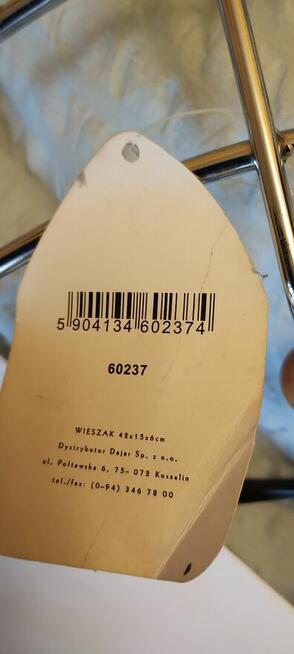 5 904134 602374
60237
WIESZAK 42x15x6cm
Dystrybutor Dajar Sp. z o.o.
ul. Połtawska 6, 75- 072 Koszalin
tel./fax: (0-94) 346 78 00